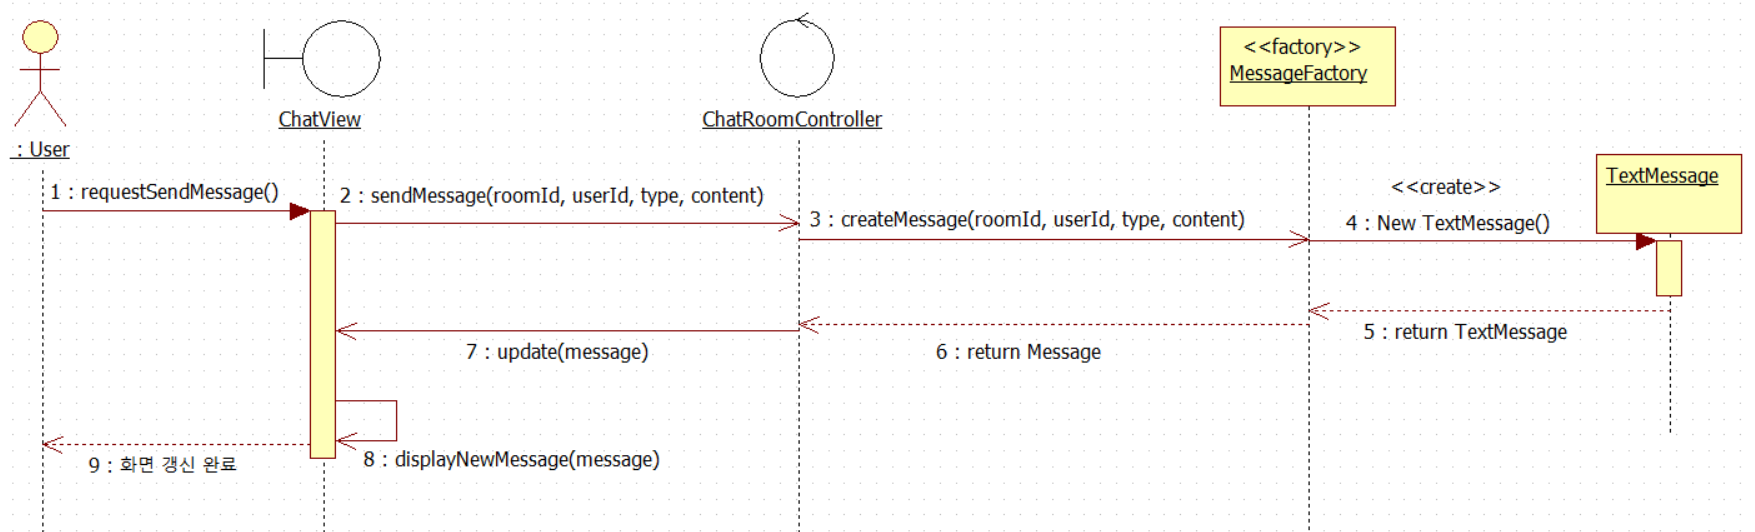 <<factory>>
MessageFactory
ChatView
ChatRoomController
: User
TextMessage
<<create>>
1 : requestSendMessage()
2 : sendMessage(roomId, userId, type, content)
3 : createMessage(roomId, userId, type, content)
4 : New TextMessage()
5 : return TextMessage
6 : return Message
7 : update(message)
8 : displayNewMessage(message)
9 : 화면 갱신 완료